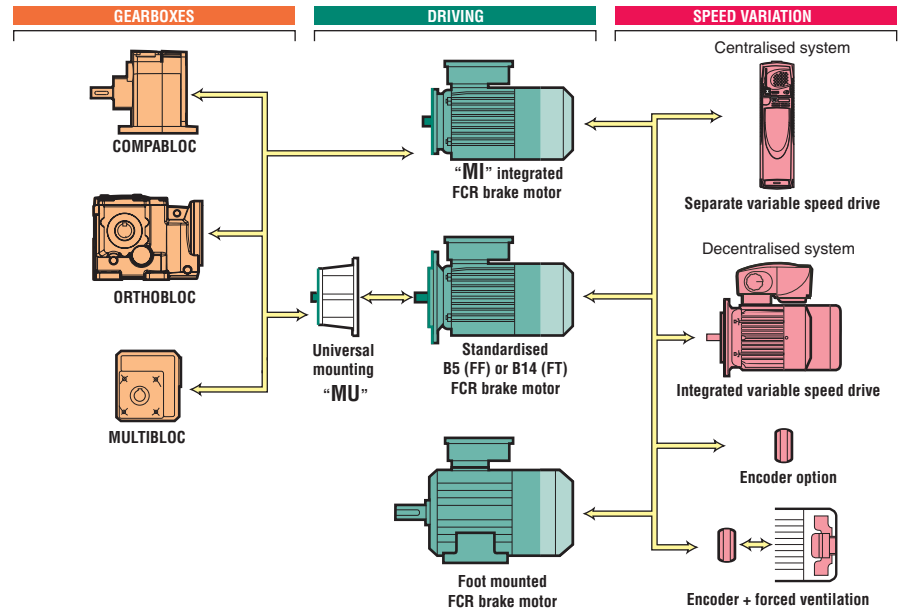 GEARBOXES
DRIVING
SPEED VARIATION
COMPABLOC
ORTHOBLOC
MULTIBLOC
“MI” integrated
FCR brake motor
Universal
mounting
“MU”
Standardised
B5 (FF) or B14 (FT)
FCR brake motor
Foot mounted
FCR brake motor
Centralised system
Separate variable speed drive
Decentralised system
Integrated variable speed drive
Encoder option
Encoder + forced ventilation